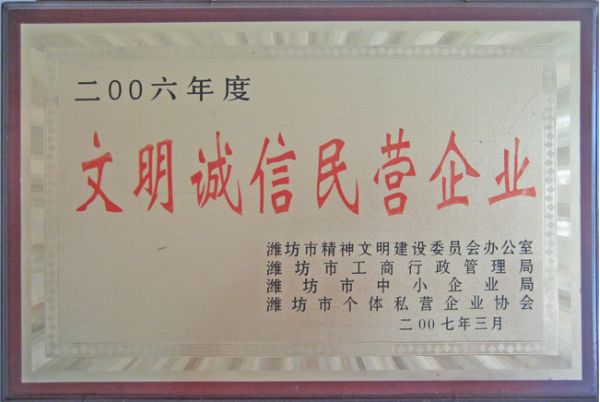 二00六年度
文明诚信民营企业
潍坊市精神文明建设委员会办公室
潍坊市工商行政管理局
潍坊市中小企业局
潍坊市个体私营企业协会
二00七年三月